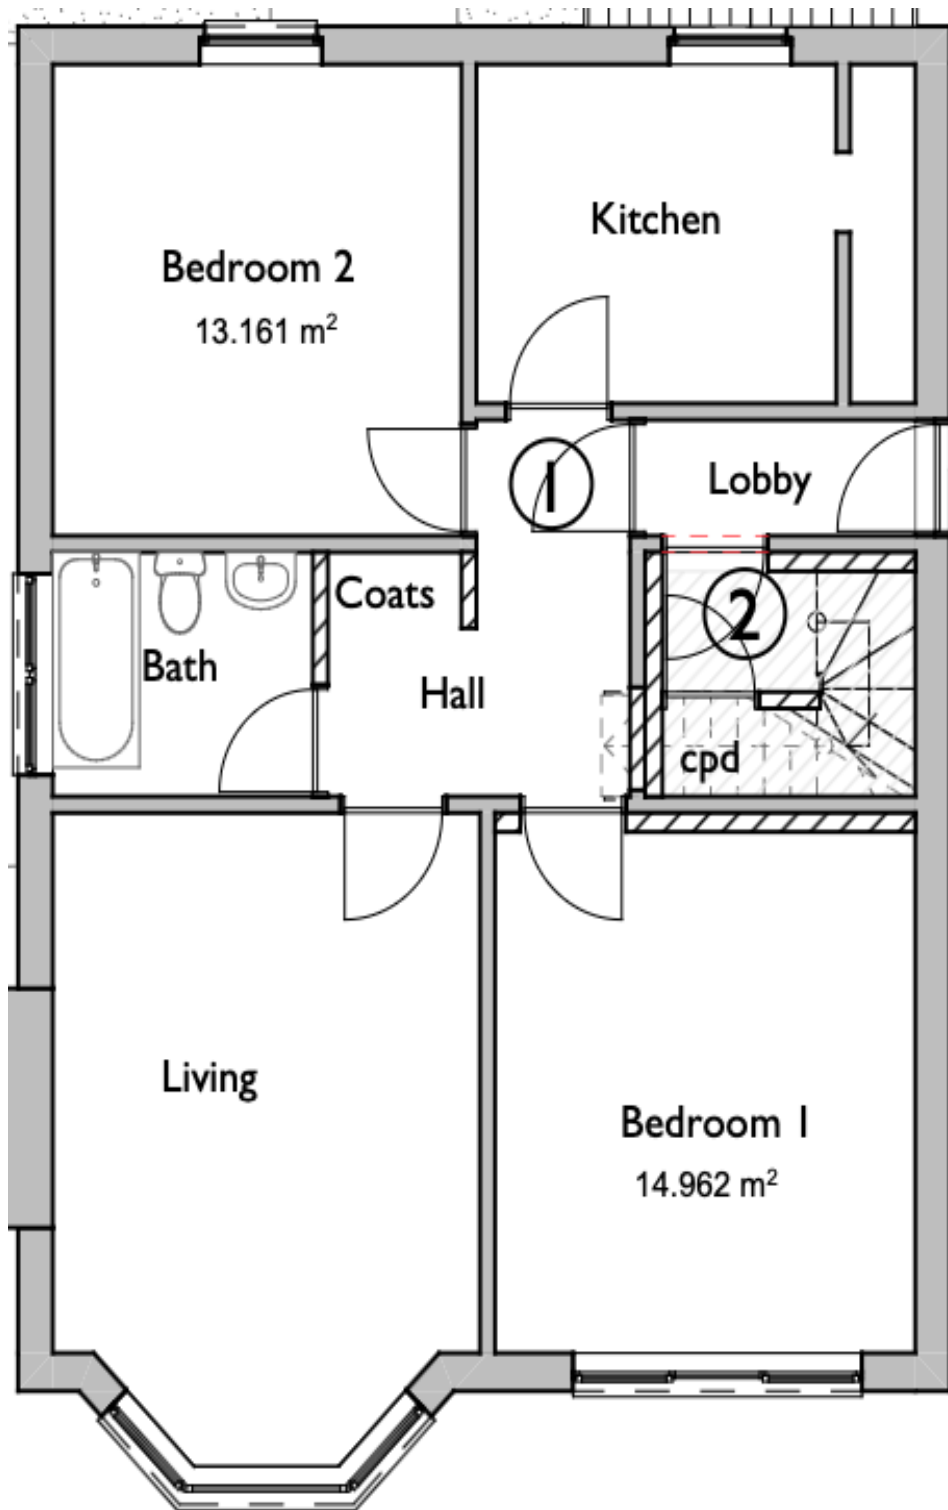 Kitchen
Bedroom 2
13.161 m²
1
Lobby
Coats
2
Bath
Hall
cpd
Living
Bedroom 1
14.962 m²